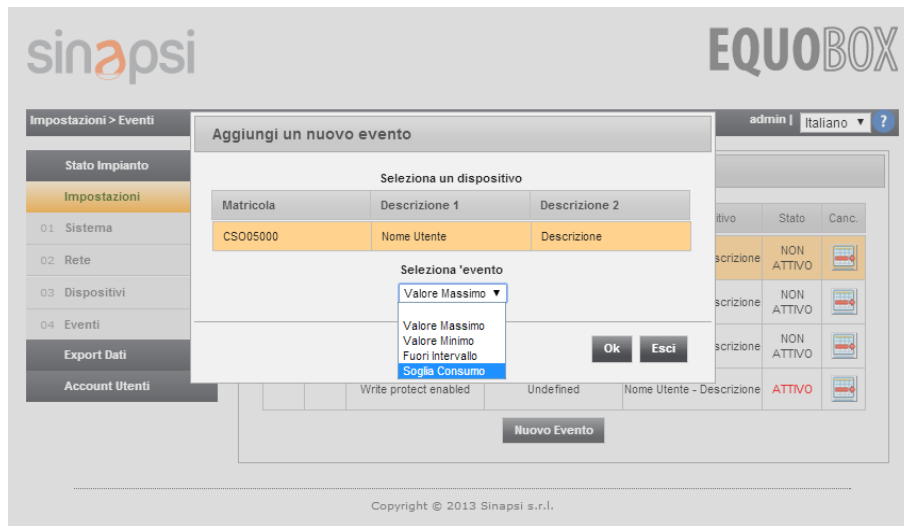 sinapsi
EQUOBOX
Impostazioni > Eventi
admin |
Italiano
?
Stato Impianto
Impostazioni
01 Sistema
02 Rete
03 Dispositivi
04 Eventi
Export Dati
Account Utenti
Aggiungi un nuovo evento
Seleziona un dispositivo
Matricola Descrizione 1 Descrizione 2
CSO05000 Nome Utente Descrizione
Seleziona 'evento
Valore Massimo
Valore Massimo
Valore Minimo
Fuori Intervallo
Soglia Consumo
Ok Esci
itivo Stato Canc.
scrizione NON ATTIVO
scrizione NON ATTIVO
scrizione NON ATTIVO
Write protect enabled Undefined Nome Utente - Descrizione ATTIVO
Nuovo Evento
Copyright © 2013 Sinapsi s.r.l.